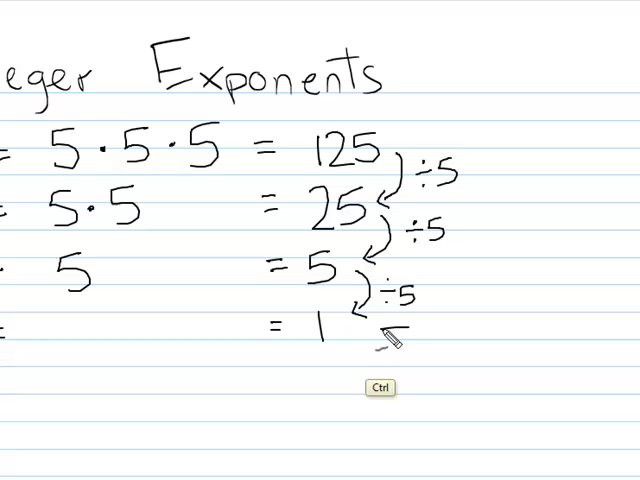 eger Exponents
= 5 · 5 · 5 = 125
÷5
= 5 · 5 = 25
÷5
5 = 5
÷5
= = 1
Ctrl